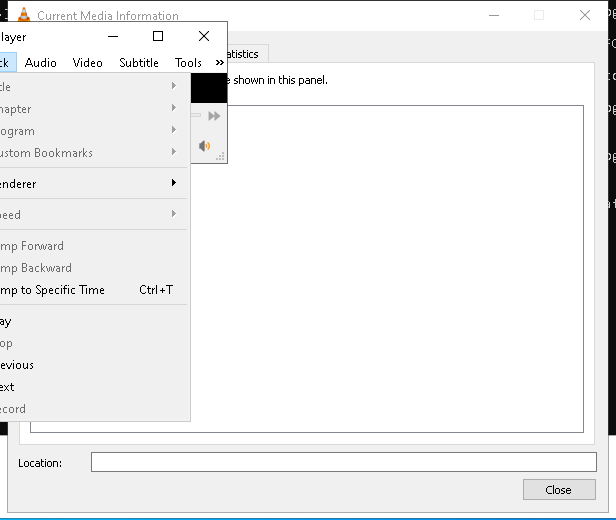 Current Media Information
layer
ck Audio Video Subtitle Tools »
tle
atistics
hapter
e shown in this panel.
ogram
ustom Bookmarks
enderer
peed
mp Forward
mp Backward
mp to Specific Time Ctrl+T
ay
op
evious
ext
ecord
Location:
Close